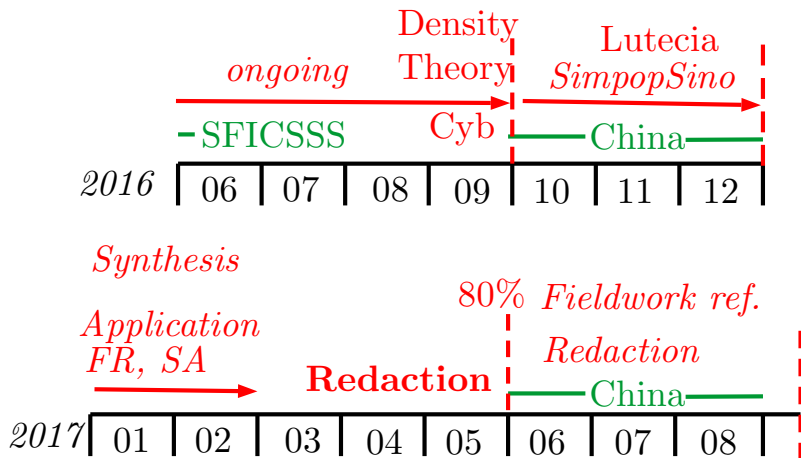 Density
Lutecia
ongoing Theory SimpopSino
SFICSSS Cyb China
2016 06 07 08 09 10 11 12
Synthesis
80% Fieldwork ref.
Application
FR, SA Redaction
Redaction China
2017 01 02 03 04 05 06 07 08